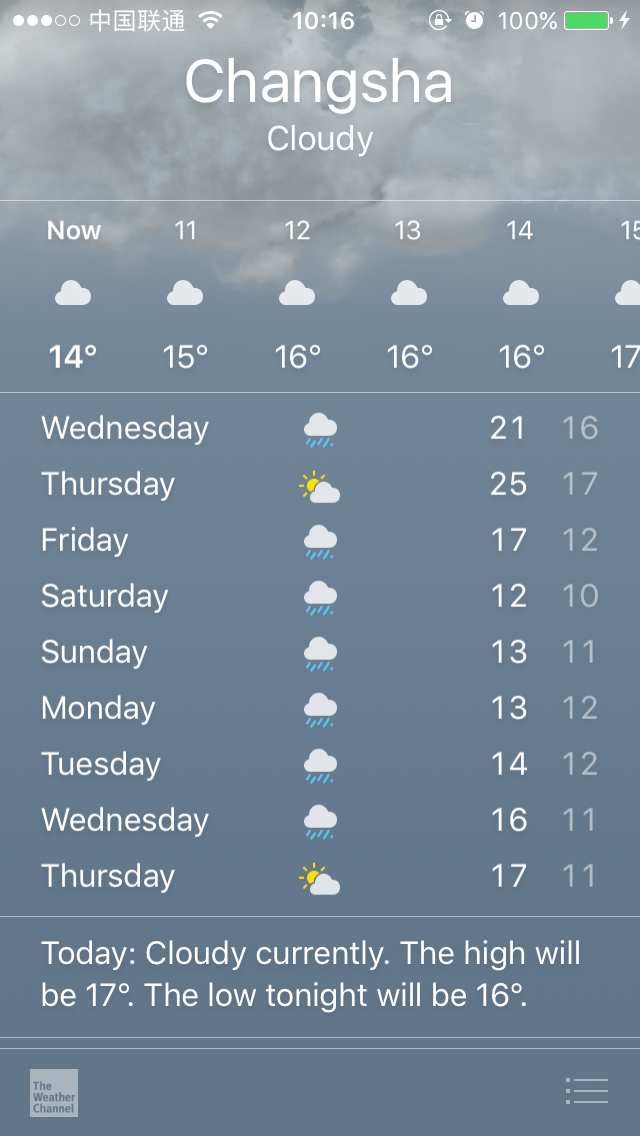 中国联通 10:16 100%
Changsha
Cloudy
Now 11 12 13 14 15
14° 15° 16° 16° 16° 17
Wednesday 21 16
Thursday 25 17
Friday 17 12
Saturday 12 10
Sunday 13 11
Monday 13 12
Tuesday 14 12
Wednesday 16 11
Thursday 17 11
Today: Cloudy currently. The high will
be 17°. The low tonight will be 16°.
The
Weather
Channel